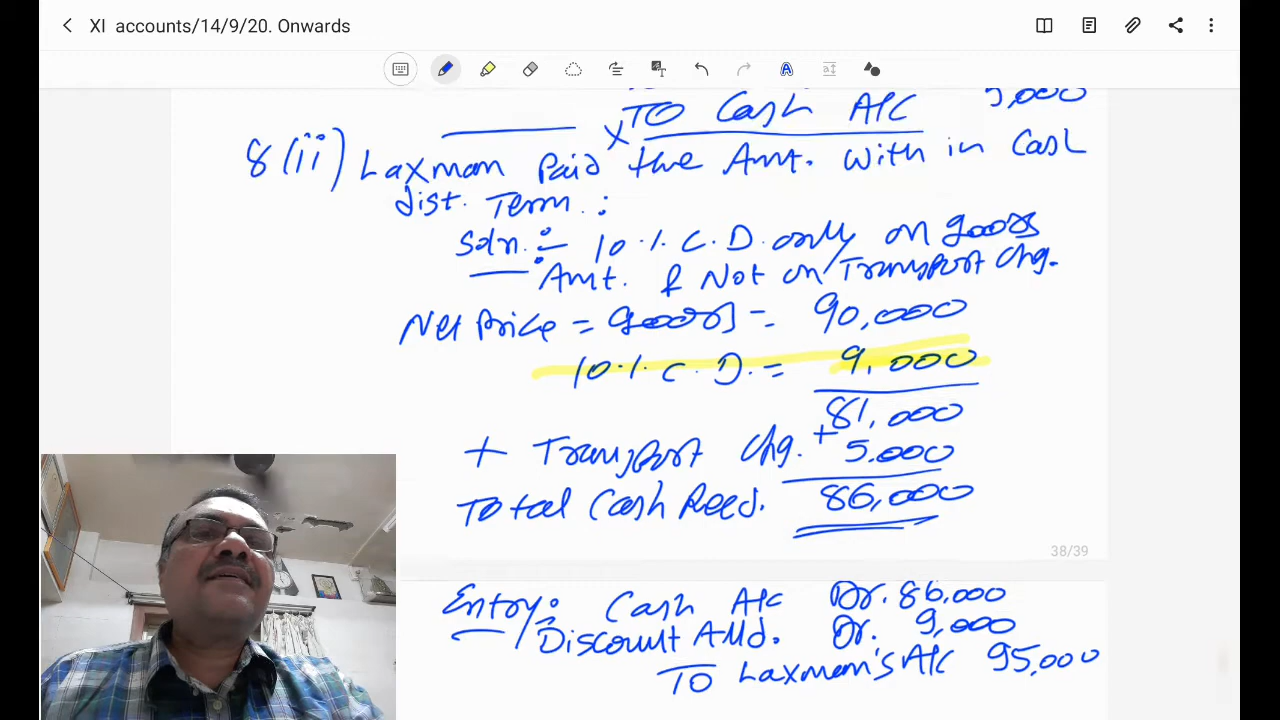 XI accounts/14/9/20. Onwards
TO Cash A/C 5,000
8 (ii) Laxman Paid the Amt. with in Cash
dist. Term :
Soln. :- 10 % C. D. only on goods
Amt. & Not on Transport Chg.
Net Price = goods = 90,000
10 % C. D. = 9,000
81,000
+ Transport Chg. + 5,000
Total Cash Recd. 86,000
38/39
Entry: Cash A/C Dr. 86,000
Discount Alld. Dr. 9,000
TO Laxman's A/C 95,000